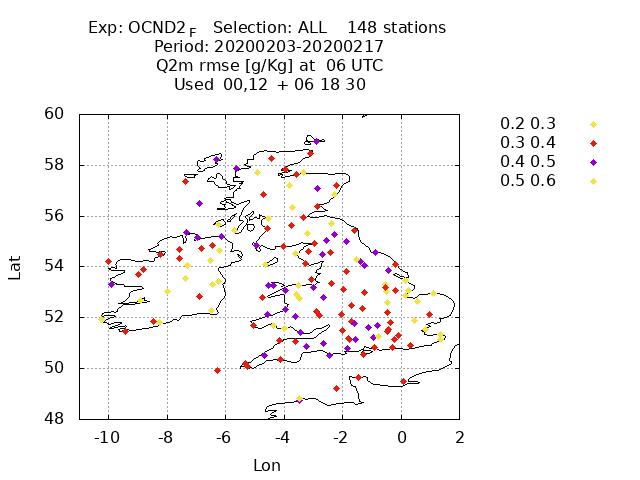 Exp: OCND2 F Selection: ALL 148 stations
Period: 20200203-20200217
Q2m rmse [g/Kg] at 06 UTC
Used 00,12 + 06 18 30
0.2 0.3
0.3 0.4
0.4 0.5
0.5 0.6
60
58
56
54
52
50
48
Lat
-10 -8 -6 -4 -2 0 2
Lon